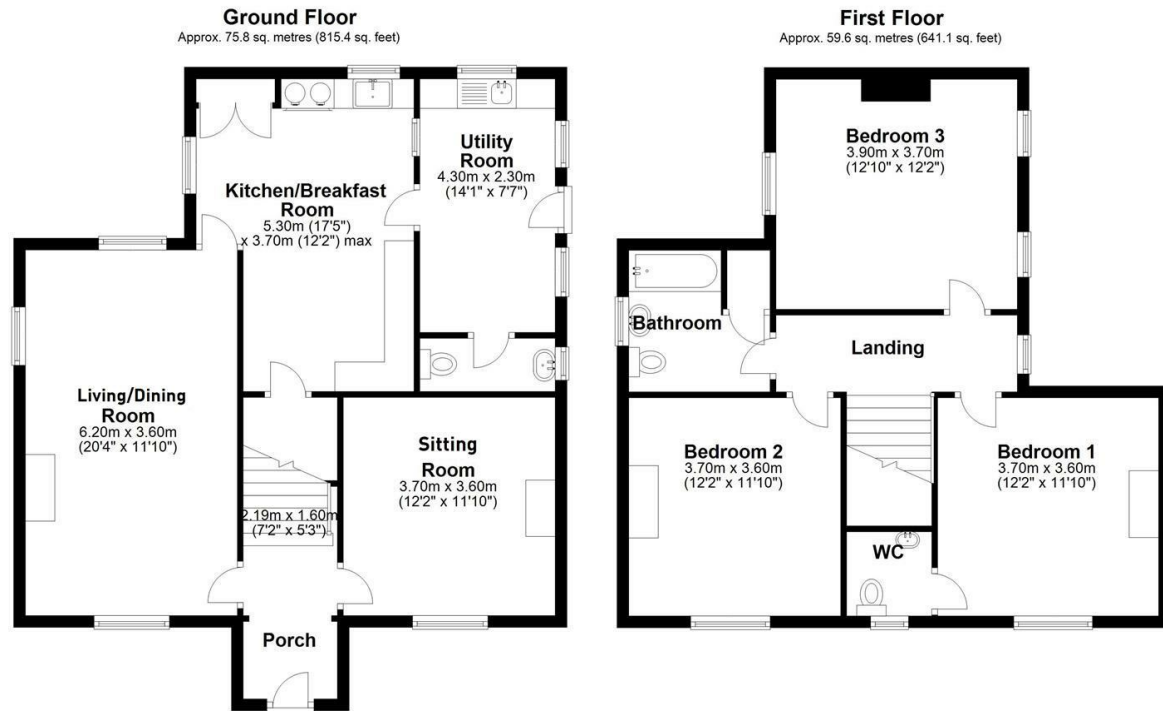 Ground Floor
Approx. 75.8 sq. metres (815.4 sq. feet)
Kitchen/Breakfast
Room
5.30m (17'5")
x 3.70m (12'2") max
Utility
Room
4.30m x 2.30m
(14'1" x 7'7")
Living/Dining
Room
6.20m x 3.60m
(20'4" x 11'10")
Sitting
Room
3.70m x 3.60m
(12'2" x 11'10")
2.19m x 1.60m
(7'2" x 5'3")
Porch
First Floor
Approx. 59.6 sq. metres (641.1 sq. feet)
Bedroom 3
3.90m x 3.70m
(12'10" x 12'2")
Bathroom
Landing
Bedroom 2
3.70m x 3.60m
(12'2" x 11'10")
Bedroom 1
3.70m x 3.60m
(12'2" x 11'10")
WC